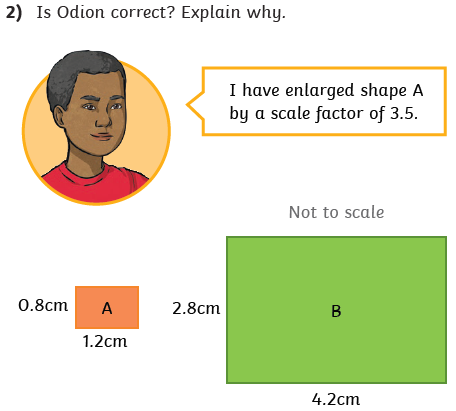 2) Is Odion correct? Explain why.
I have enlarged shape A
by a scale factor of 3.5.
Not to scale
0.8cm
A
1.2cm
2.8cm
B
4.2cm